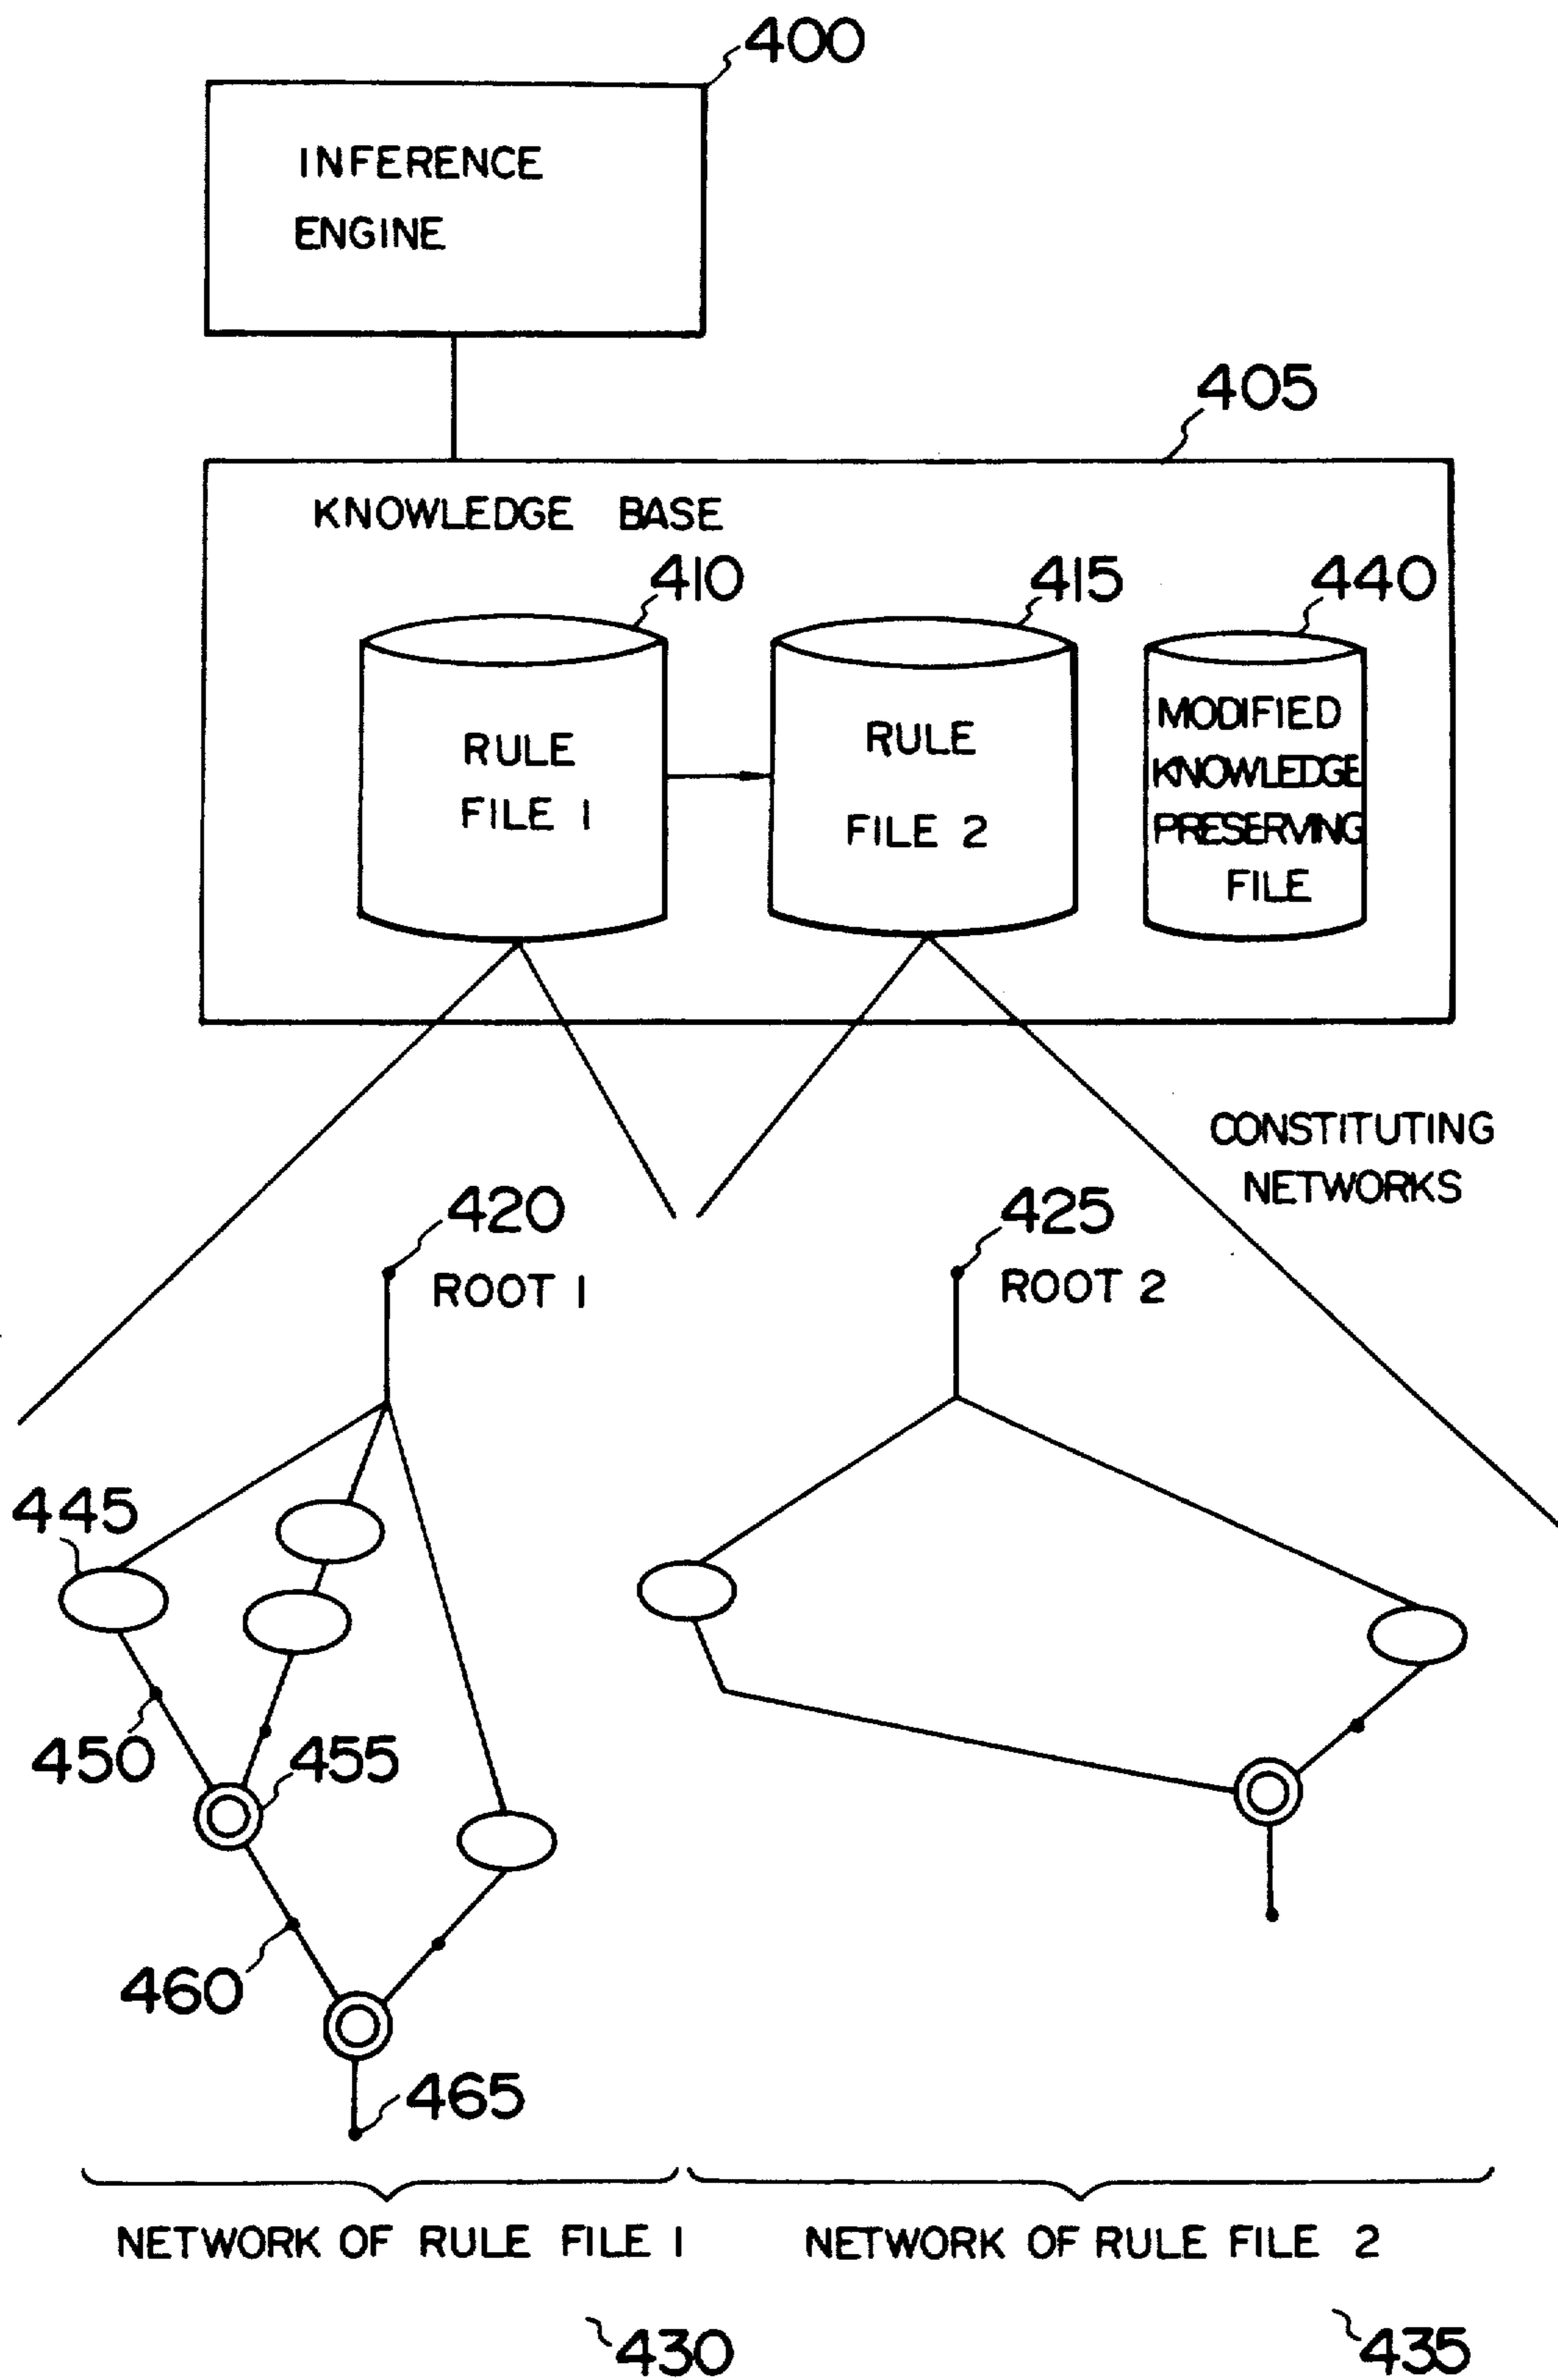 400
INFERENCE
ENGINE
405
KNOWLEDGE BASE
410
415
440
RULE
FILE 1
RULE
FILE 2
MODIFIED
KNOWLEDGE
PRESERVING
FILE
CONSTITUTING
NETWORKS
420
ROOT 1
425
ROOT 2
445
450
455
460
465
NETWORK OF RULE FILE 1
NETWORK OF RULE FILE 2
430
435